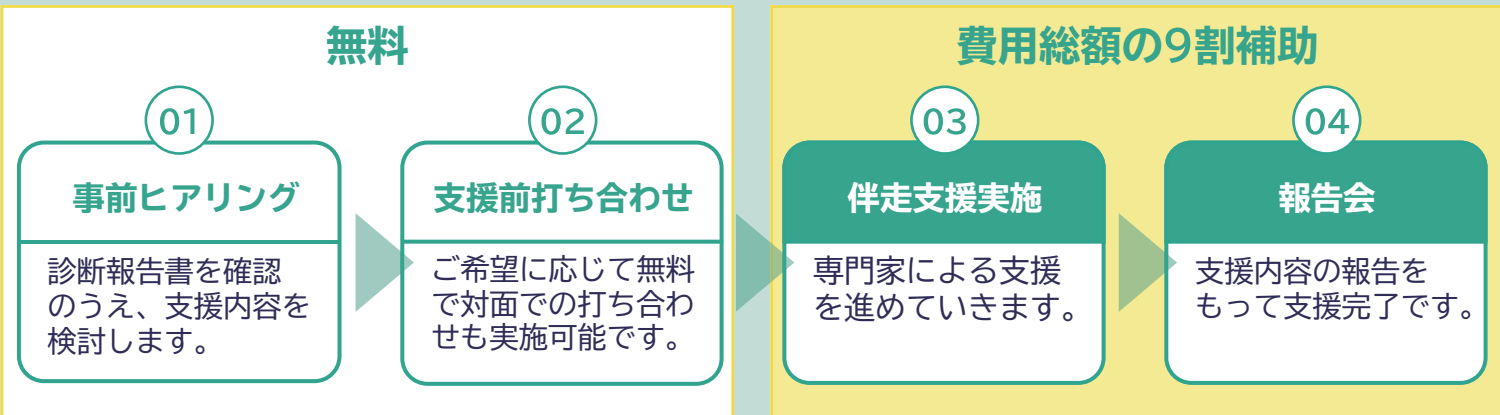 無料
01
事前ヒアリング
診断報告書を確認
のうえ、支援内容を
検討します。
02
支援前打ち合わせ
ご希望に応じて無料
で対面での打ち合わ
せも実施可能です。
費用総額の9割補助
03
伴走支援実施
専門家による支援
を進めていきます。
04
報告会
支援内容の報告を
もって支援完了です。